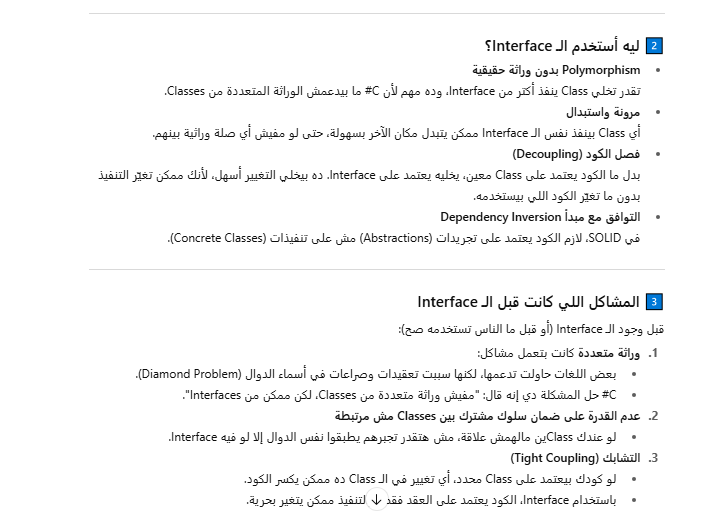 2 ليه أستخدم الـ Interface؟
• Polymorphism بدون وراثة حقيقية
تقدر تخلي Class ينفذ أكتر من Interface، وده مهم لأن C# ما بيدعمش الوراثة المتعددة من Classes.
• مرونة واستبدال
أي Class بينفذ نفس الـ Interface ممكن يتبدل مكان الآخر بسهولة، حتى لو مفيش أي صلة وراثية بينهم.
• فصل الكود (Decoupling)
بدل ما الكود يعتمد على Class معين، يخليه يعتمد على Interface. ده بيخلي التغيير أسهل، لأنك ممكن تغيّر التنفيذ
بدون ما تغيّر الكود اللي بيستخدمه.
• التوافق مع مبدأ Dependency Inversion
في SOLID، لازم الكود يعتمد على تجريدات (Abstractions) مش على تنفيذات (Concrete Classes).
3 المشاكل اللي كانت قبل الـ Interface
قبل وجود الـ Interface (أو قبل ما الناس تستخدمه صح):
1. وراثة متعددة كانت بتعمل مشاكل:
• بعض اللغات حاولت تدعمها، لكنها سببت تعقيدات وصراعات في أسماء الدوال (Diamond Problem).
• C# حل المشكلة دي إنه قال: "مفيش وراثة متعددة من Classes، لكن ممكن من Interfaces".
2. عدم القدرة على ضمان سلوك مشترك بين Classes مش مرتبطة
• لو عندك Classين مالهمش علاقة، مش هتقدر تجبرهم يطبقوا نفس الدوال إلا لو فيه Interface.
3. التشابك (Tight Coupling)
• لو كودك بيعتمد على Class محدد، أي تغيير في الـ Class ده ممكن يكسر الكود.
• باستخدام Interface، الكود يعتمد على العقد فقد لتنفيذ ممكن يتغير بحرية.